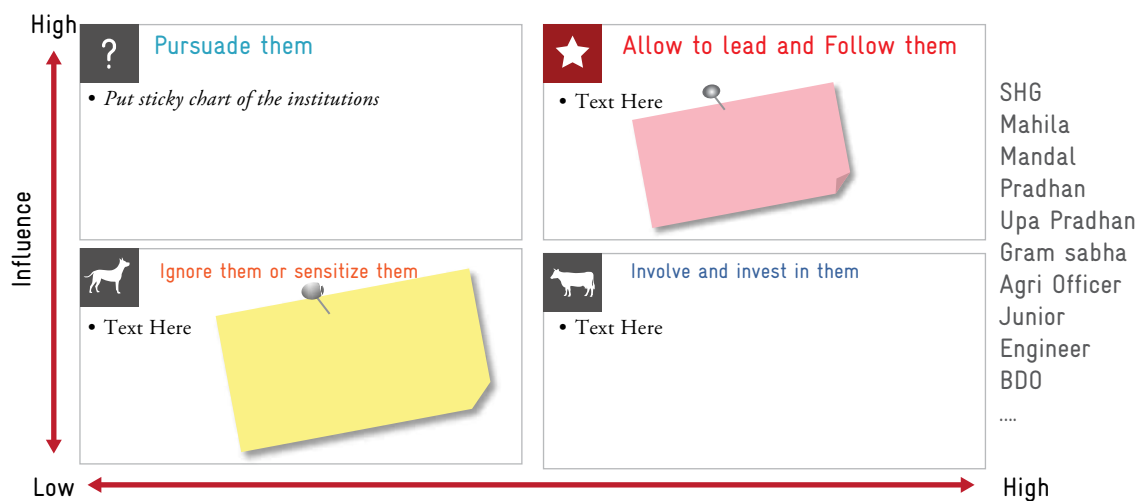 High
?
Pursuade them
• Put sticky chart of the institutions
Allow to lead and Follow them
• Text Here
Influence
Ignore them or sensitize them
• Text Here
Involve and invest in them
• Text Here
SHG
Mahila
Mandal
Pradhan
Upa Pradhan
Gram sabha
Agri Officer
Junior
Engineer
BDO
....
Low
High